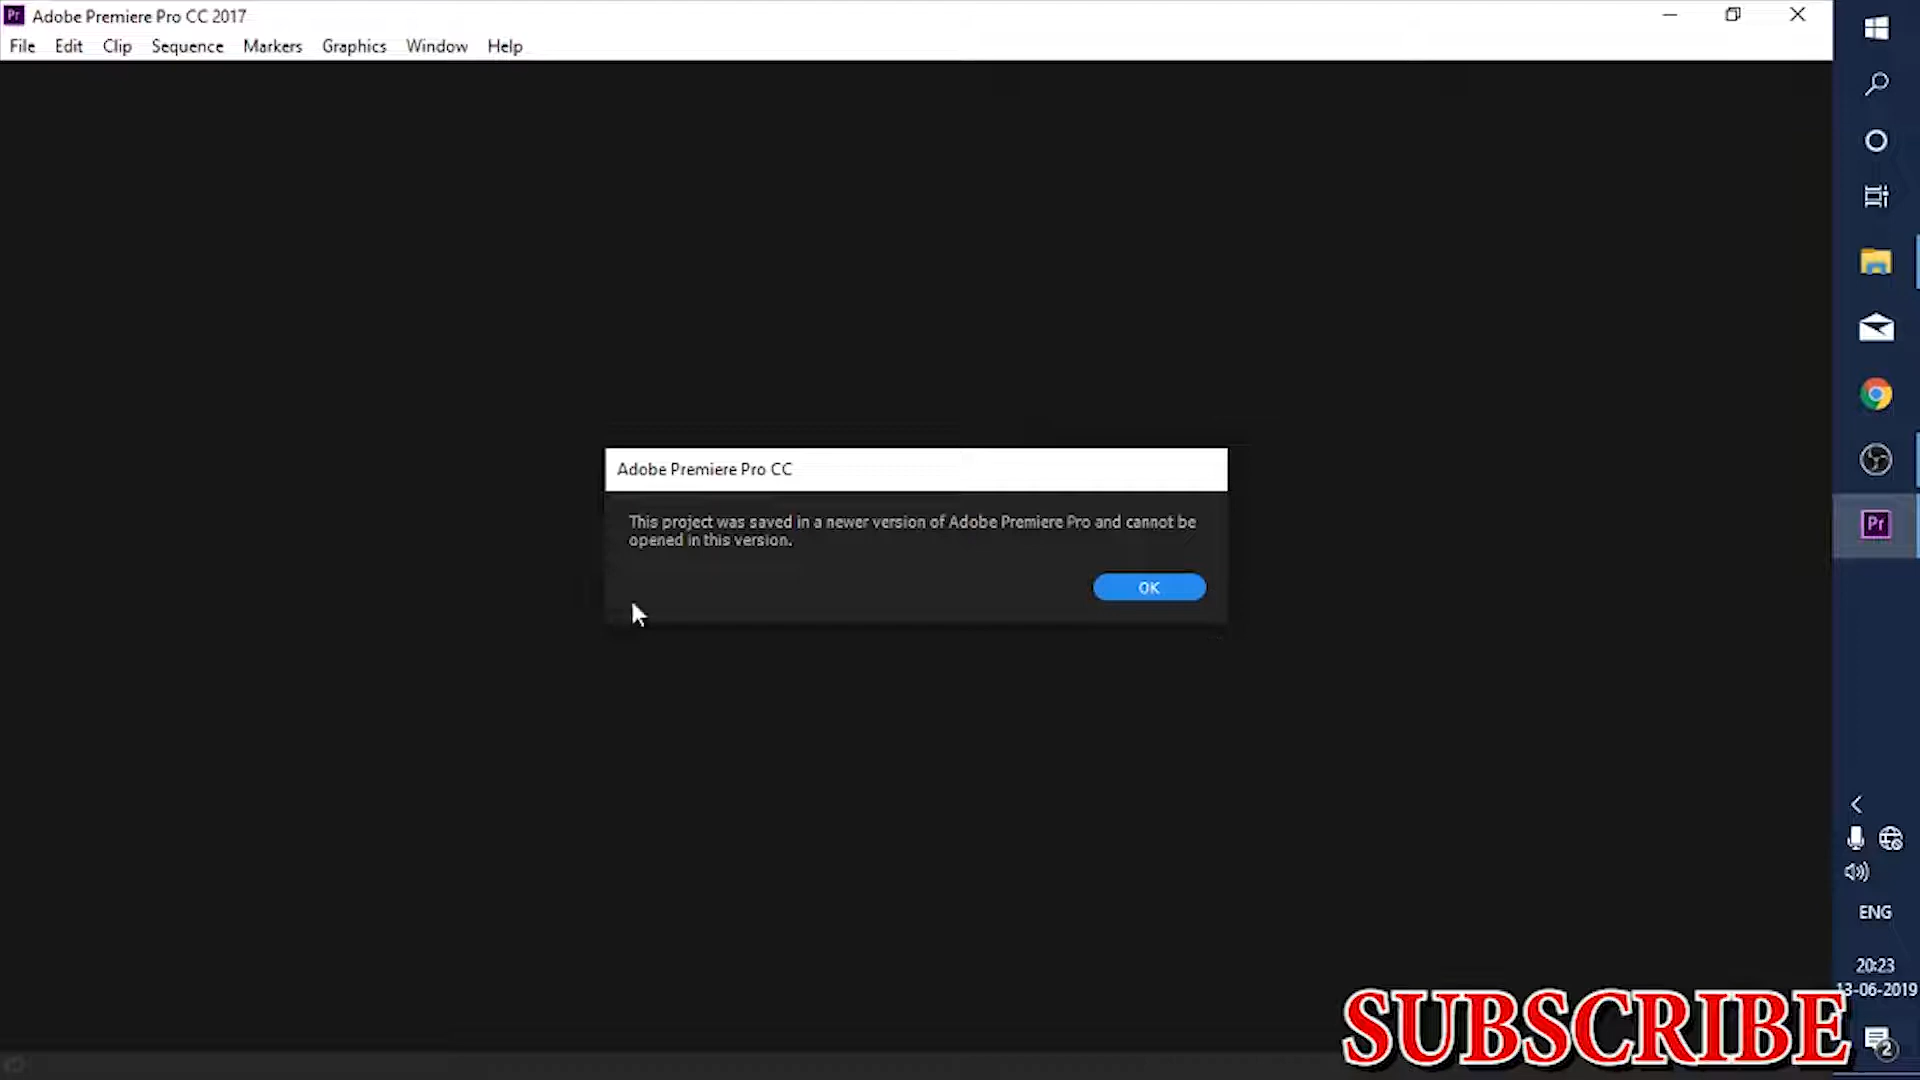 Pr Adobe Premiere Pro CC 2017
File Edit Clip Sequence Markers Graphics Window Help
Adobe Premiere Pro CC
This project was saved in a newer version of Adobe Premiere Pro and cannot be
opened in this version.
OK
Pr
ENG
20:23
13-06-2019
SUBSCRIBE
2